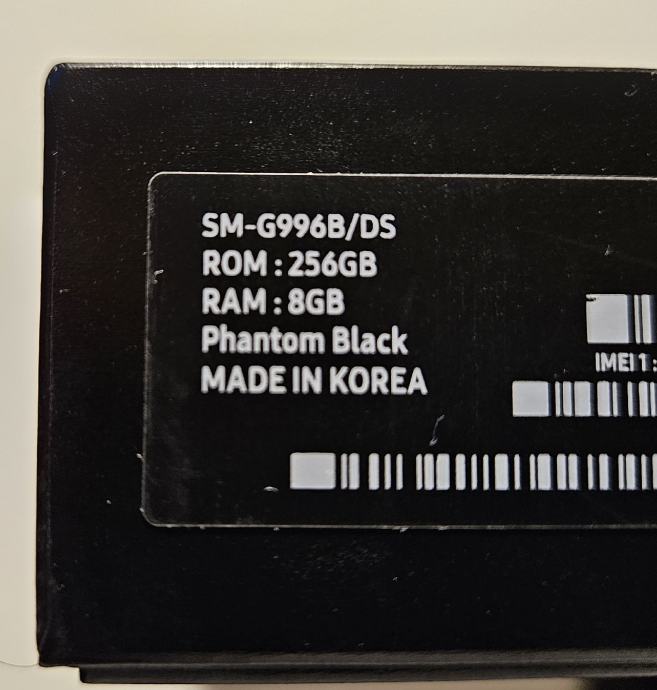 SM-G996B/DS
ROM : 256GB
RAM : 8GB
Phantom Black
MADE IN KOREA
IMEI 1 :